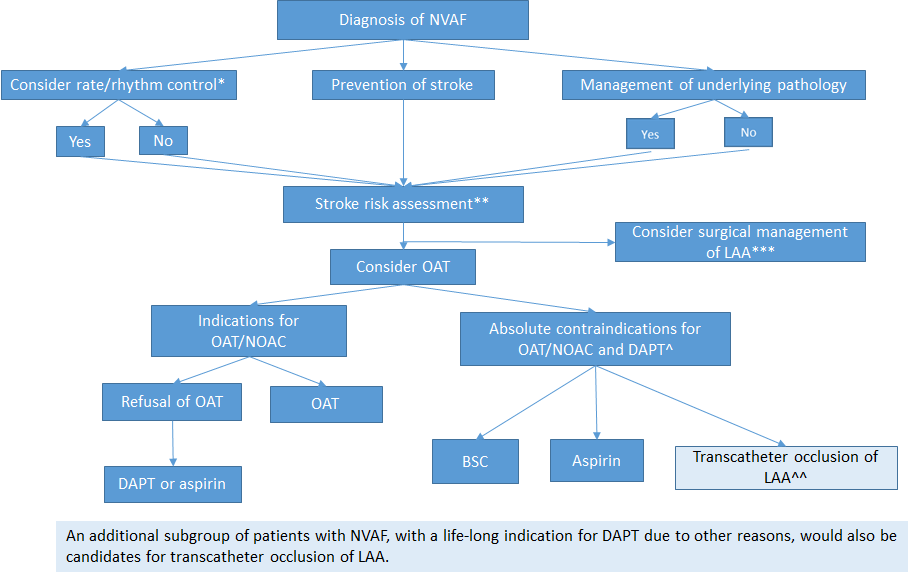 Diagnosis of NVAF
Consider rate/rhythm control*
Prevention of stroke
Management of underlying pathology
Yes
No
Yes
No
Stroke risk assessment**
Consider surgical management
of LAA***
Consider OAT
Indications for
OAT/NOAC
Absolute contraindications for
OAT/NOAC and DAPT^
Refusal of OAT
OAT
BSC
Aspirin
Transcatheter occlusion of
LAA^^
DAPT or aspirin
An additional subgroup of patients with NVAF, with a life-long indication for DAPT due to other reasons, would also be
candidates for transcatheter occlusion of LAA.